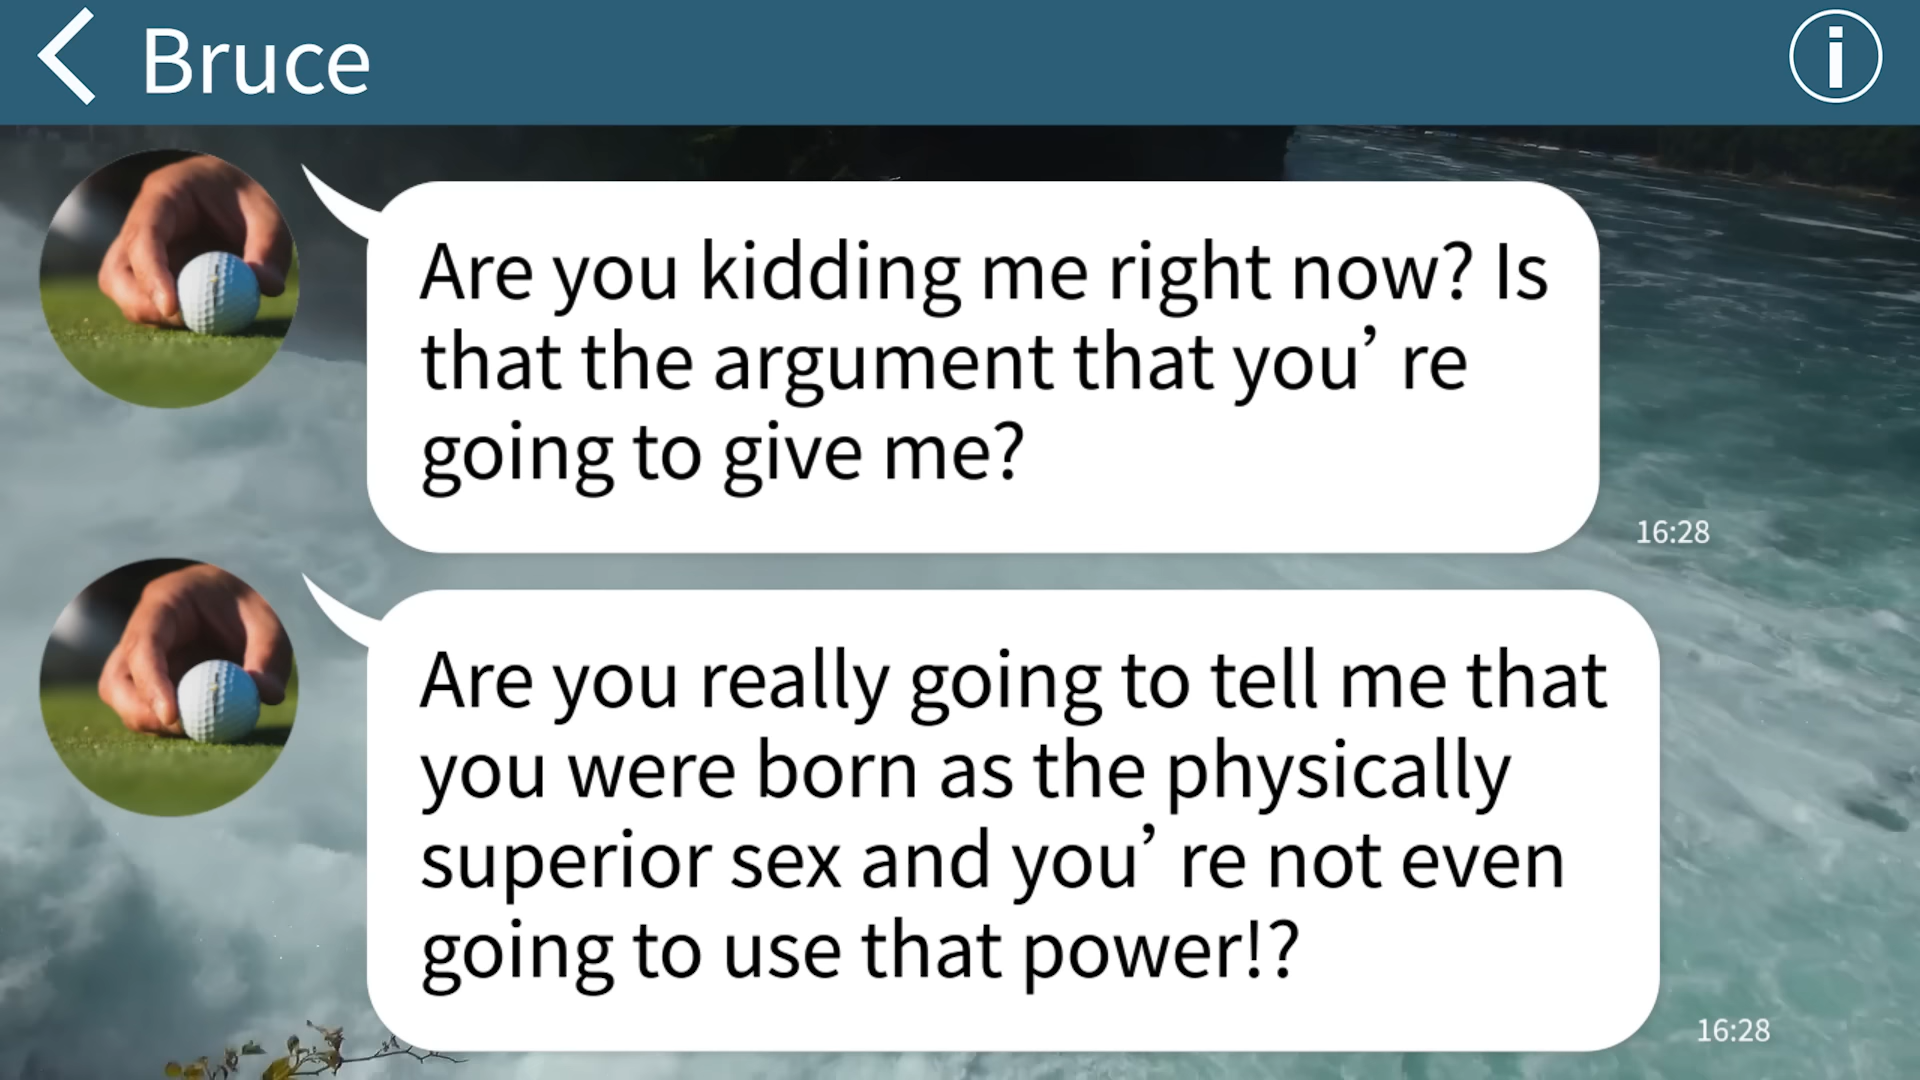 Bruce
Are you kidding me right now? Is
that the argument that you’ re
going to give me?
16:28
Are you really going to tell me that
you were born as the physically
superior sex and you’ re not even
going to use that power!?
16:28